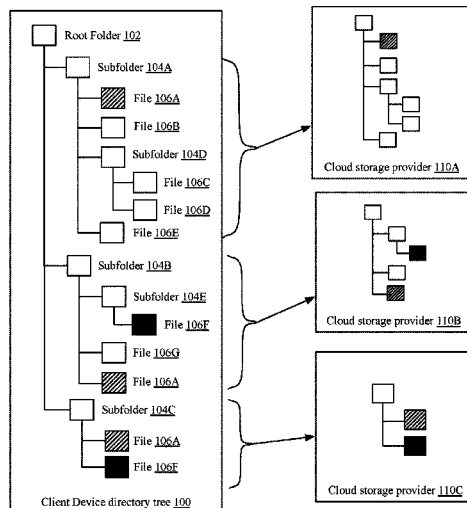 Root Folder 102
Subfolder 104A
File 106A
File 106B
Subfolder 104D
File 106C
File 106D
File 106E
Subfolder 104B
Subfolder 104E
File 106F
File 106G
File 106A
Subfolder 104C
File 106A
File 106F
Client Device directory tree 100
Cloud storage provider 110A
Cloud storage provider 110B
Cloud storage provider 110C